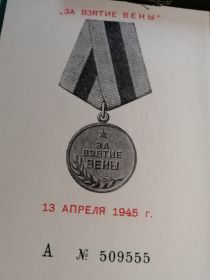 „ЗА ВЗЯТИЕ ВЕНЫ"
ЗА
ВЗЯТИЕ
ВЕНЫ
13 АПРЕЛЯ 1945 г.
А № 509555